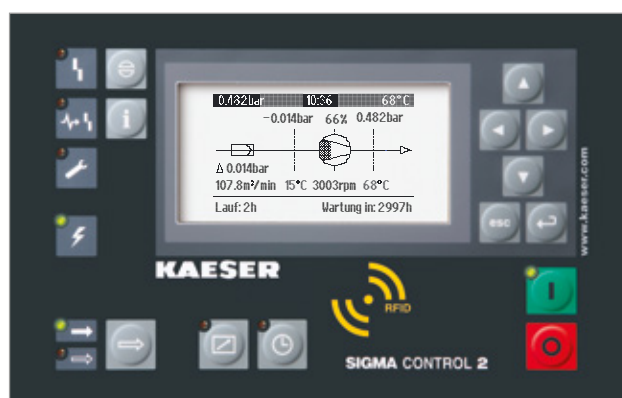 0.482bar 10:36 68°C
-0.014bar 66% 0.482bar
Δ 0.014bar
107.8m³/min 15°C 3003rpm 68°C
Lauf: 2h Wartung in: 2997h
i
esc
www.kaeser.com
KAESER
RFID
I
SIGMA CONTROL 2